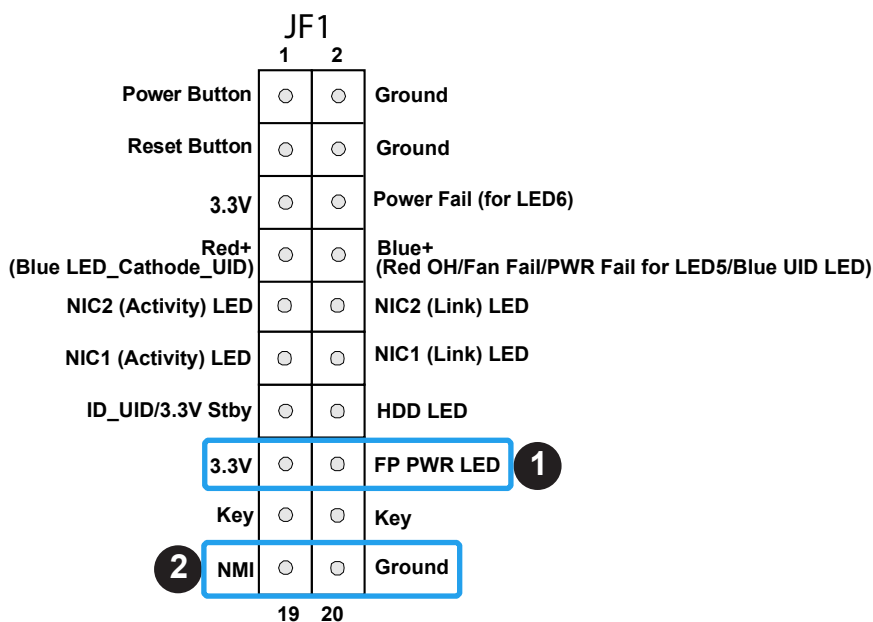 JF1
1 2
Power Button Ground
Reset Button Ground
3.3V Power Fail (for LED6)
Red+ Blue+
(Blue LED_Cathode_UID) (Red OH/Fan Fail/PWR Fail for LED5/Blue UID LED)
NIC2 (Activity) LED NIC2 (Link) LED
NIC1 (Activity) LED NIC1 (Link) LED
ID_UID/3.3V Stby HDD LED
3.3V FP PWR LED 1
Key Key
2 NMI Ground
19 20